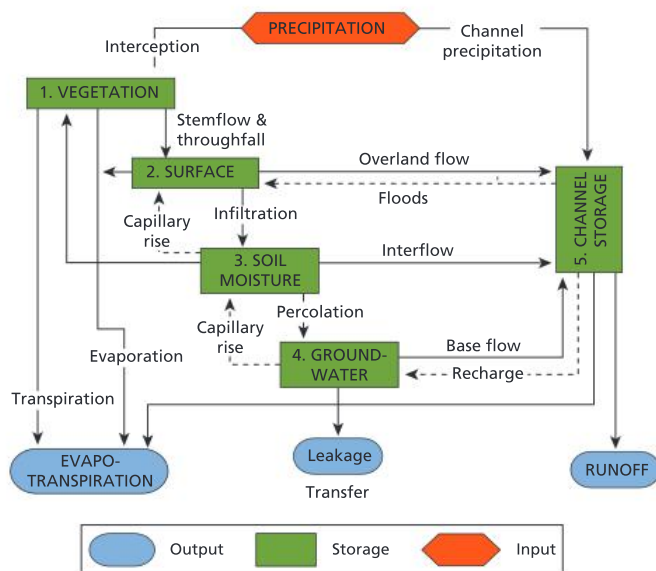 PRECIPITATION
Interception
Channel
precipitation
1. VEGETATION
Stemflow &
throughfall
2. SURFACE
Overland flow
Floods
5. CHANNEL
STORAGE
Capillary
rise
Infiltration
3. SOIL
MOISTURE
Interflow
Capillary
rise
Percolation
Evaporation
4. GROUND-
WATER
Base flow
Recharge
Transpiration
EVAPO-
TRANSPIRATION
Leakage
RUNOFF
Transfer
Output
Storage
Input